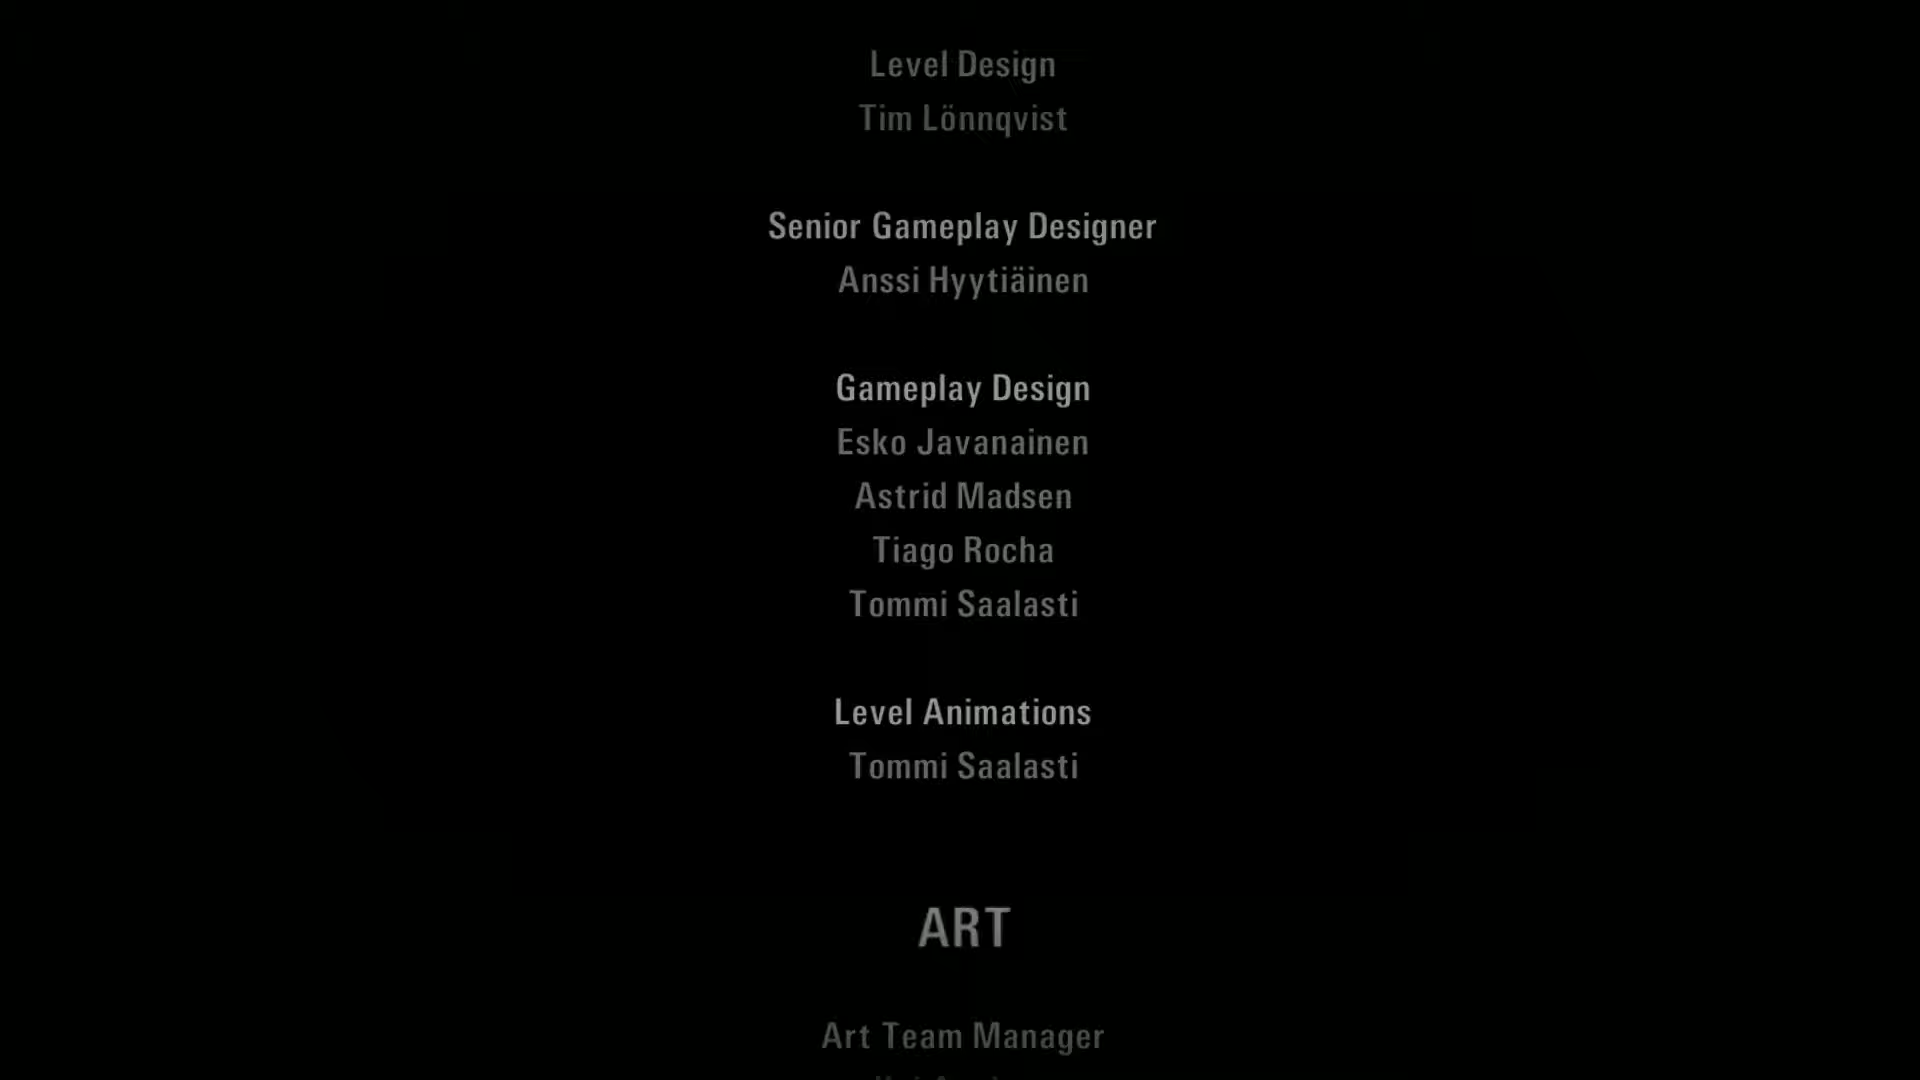 Level Design
Tim Lönnqvist
Senior Gameplay Designer
Anssi Hyytiäinen
Gameplay Design
Esko Javanainen
Astrid Madsen
Tiago Rocha
Tommi Saalasti
Level Animations
Tommi Saalasti
ART
Art Team Manager